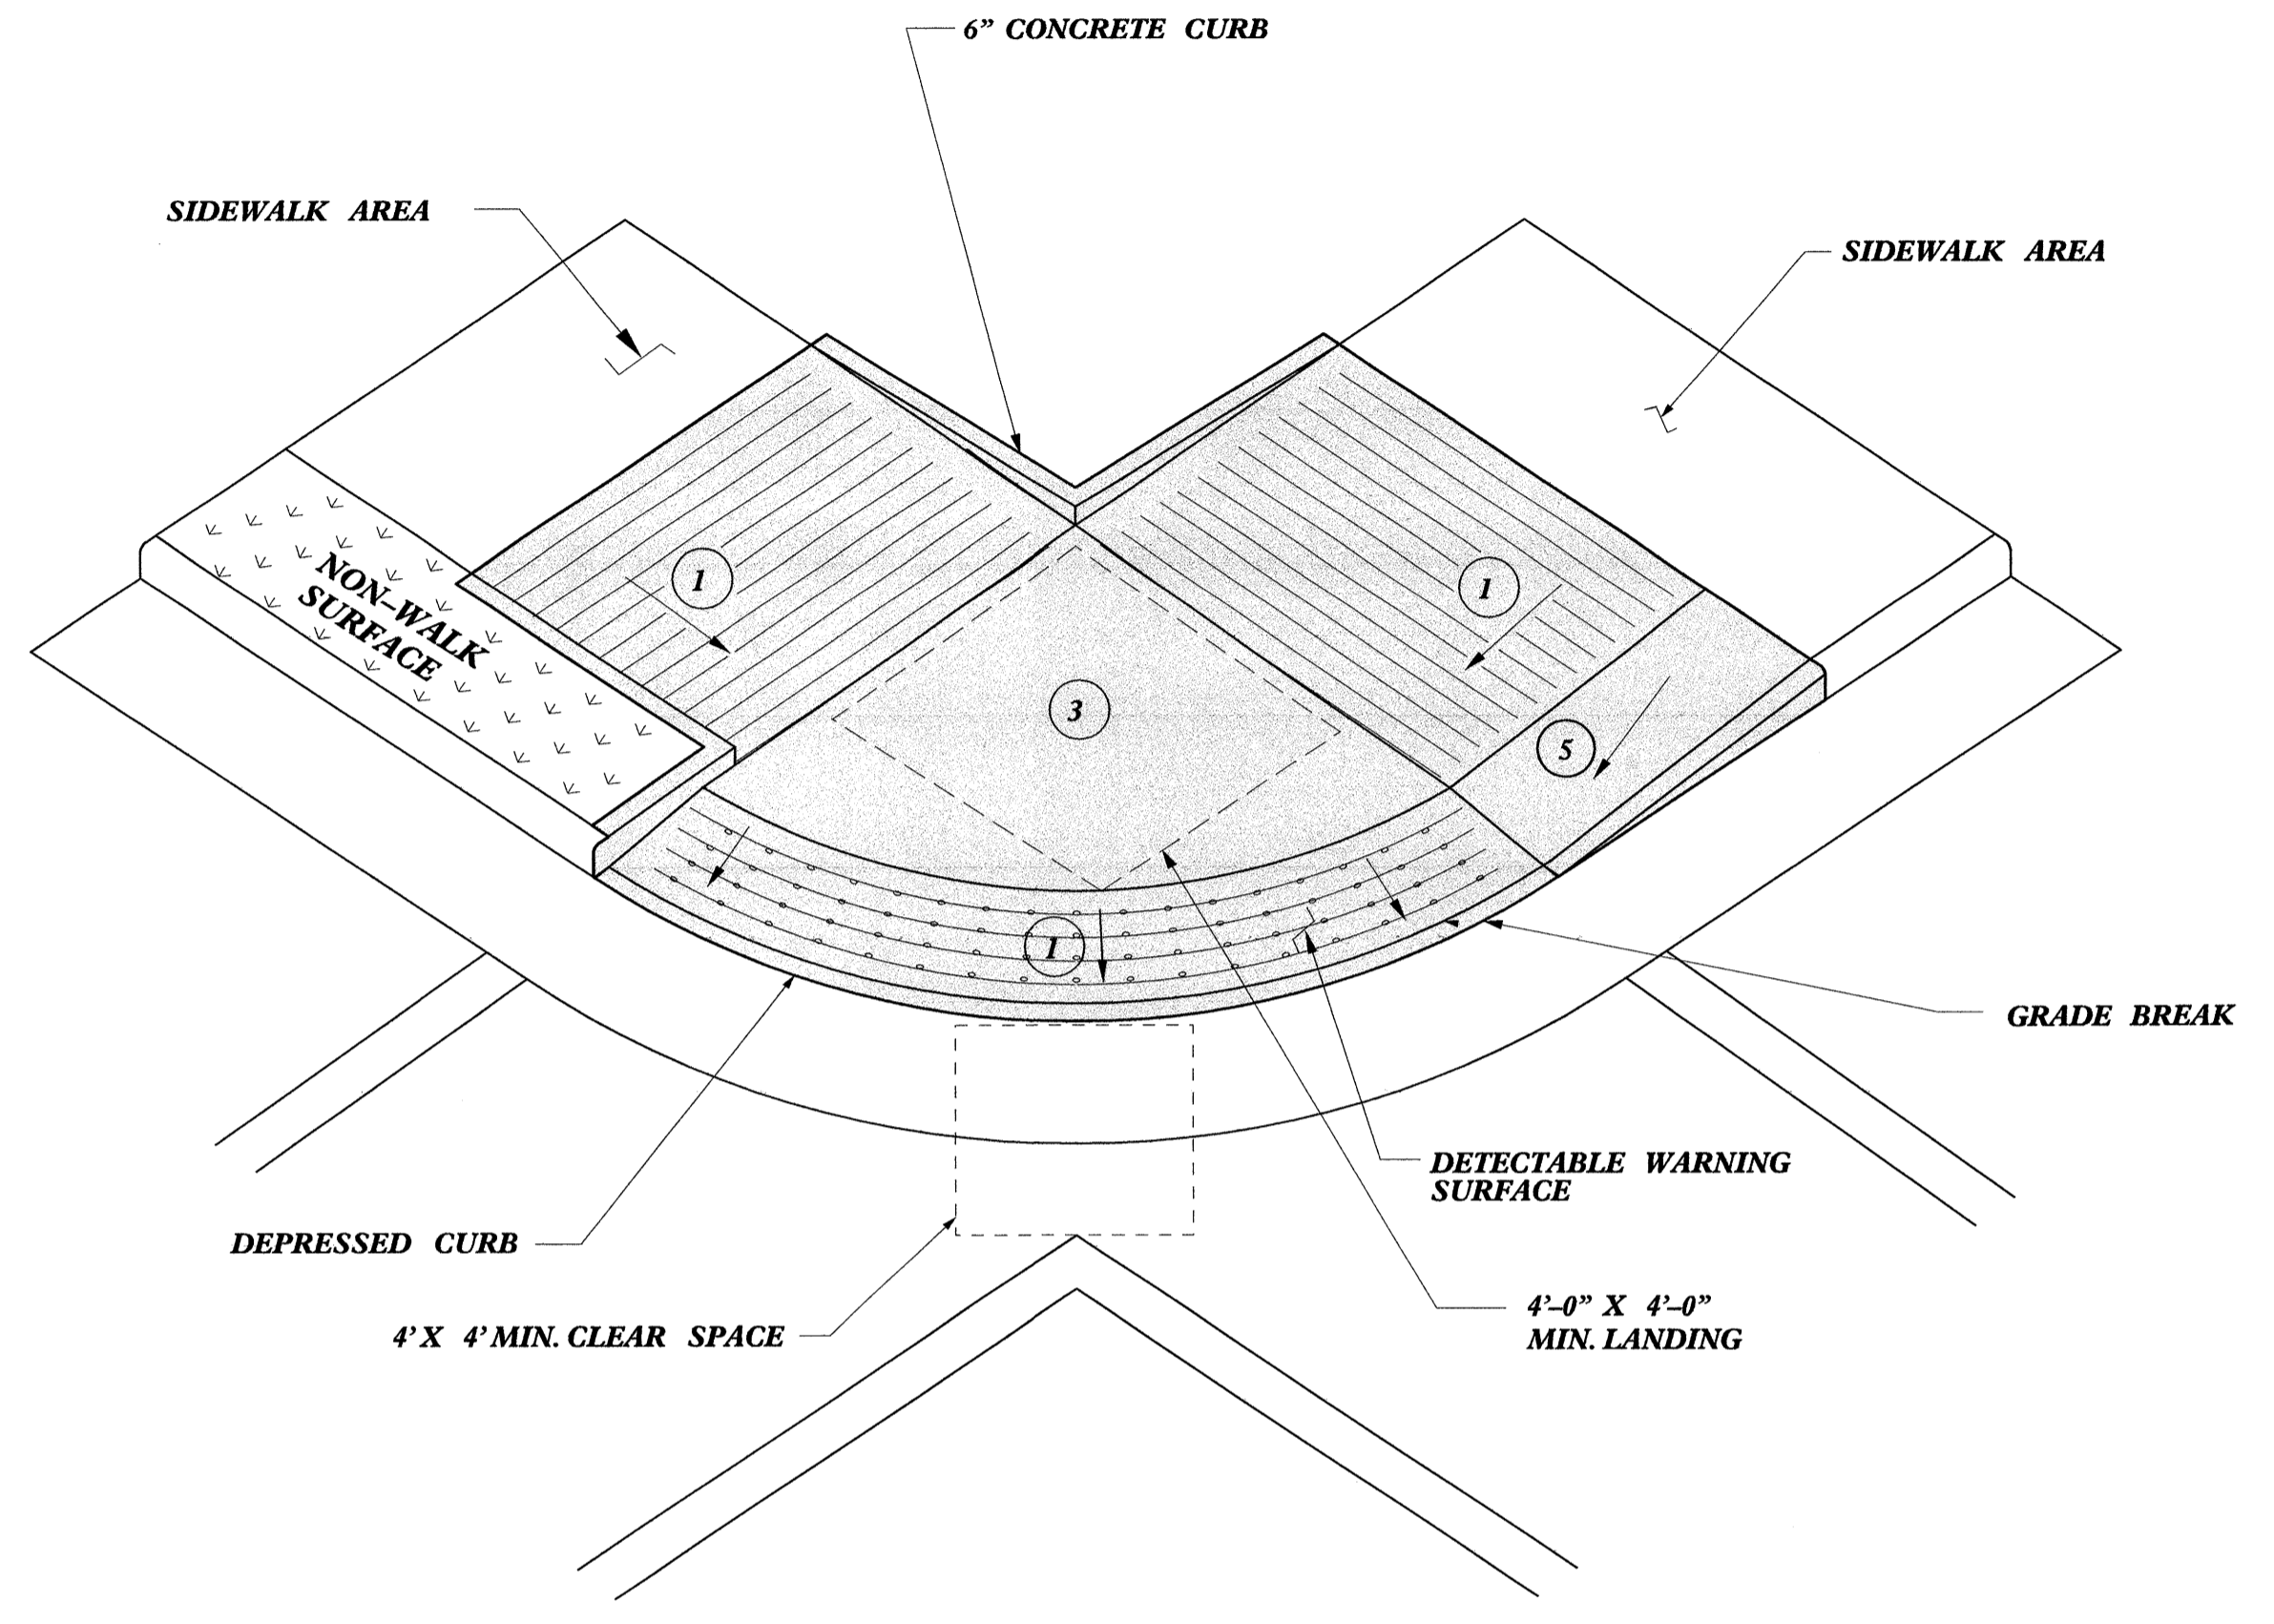 6” CONCRETE CURB
SIDEWALK AREA
SIDEWALK AREA
NON-WALK
SURFACE
1
1
3
5
1
GRADE BREAK
DETECTABLE WARNING
SURFACE
DEPRESSED CURB
4’ X 4’ MIN. CLEAR SPACE
4’-0” X 4’-0”
MIN. LANDING